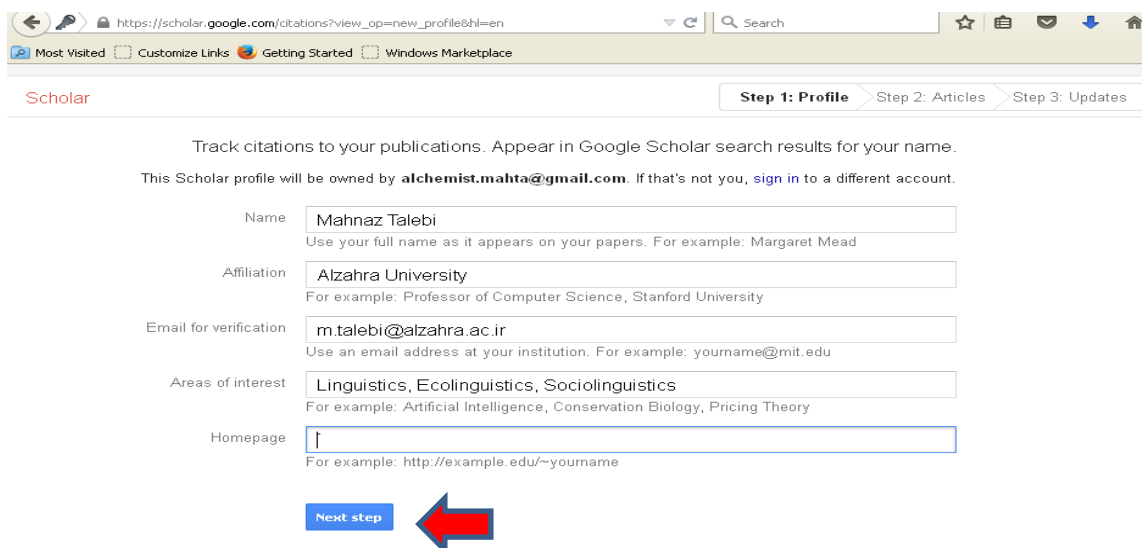 https://scholar.google.com/citations?view_op=new_profile&hl=en
Search
Most Visited Customize Links Getting Started Windows Marketplace
Scholar
Step 1: Profile Step 2: Articles Step 3: Updates
Track citations to your publications. Appear in Google Scholar search results for your name.
This Scholar profile will be owned by alchemist.mahta@gmail.com. If that's not you, sign in to a different account.
Name Mahnaz Talebi
Use your full name as it appears on your papers. For example: Margaret Mead
Affiliation Alzahra University
For example: Professor of Computer Science, Stanford University
Email for verification m.talebi@alzahra.ac.ir
Use an email address at your institution. For example: yourname@mit.edu
Areas of interest Linguistics, Ecolinguistics, Sociolinguistics
For example: Artificial Intelligence, Conservation Biology, Pricing Theory
Homepage
For example: http://example.edu/~yourname
Next step